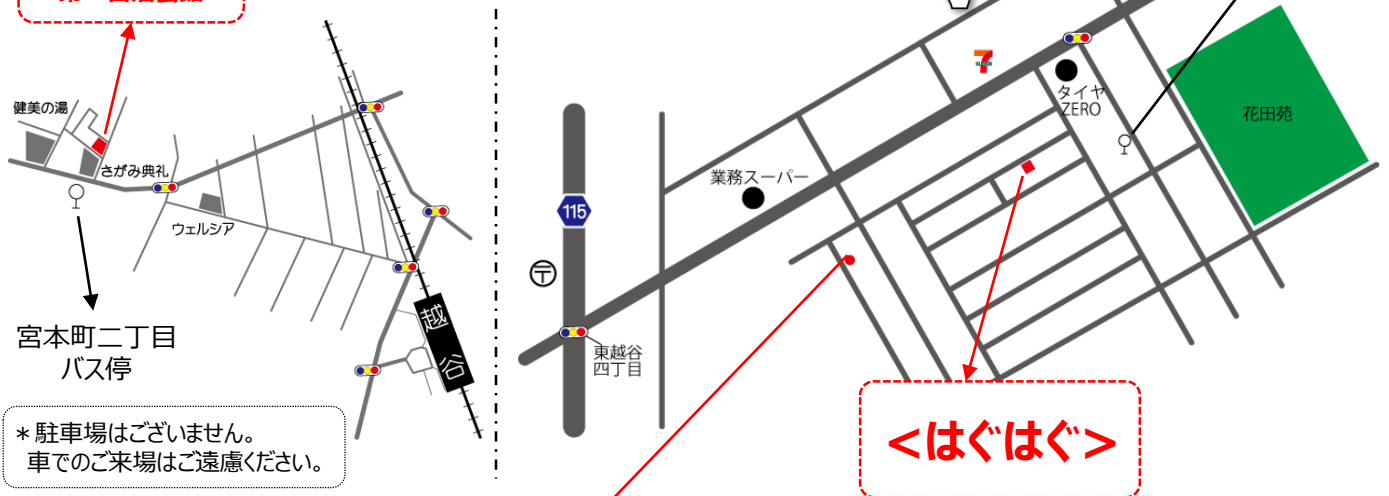 健美の湯
さがみ典礼
ウェルシア
宮本町二丁目
バス停
越谷
*駐車場はございません。
車でのご来場はご遠慮ください。
7
タイヤ
ZERO
花田苑
業務スーパー
115
〒
東越谷
四丁目
<はぐはぐ>